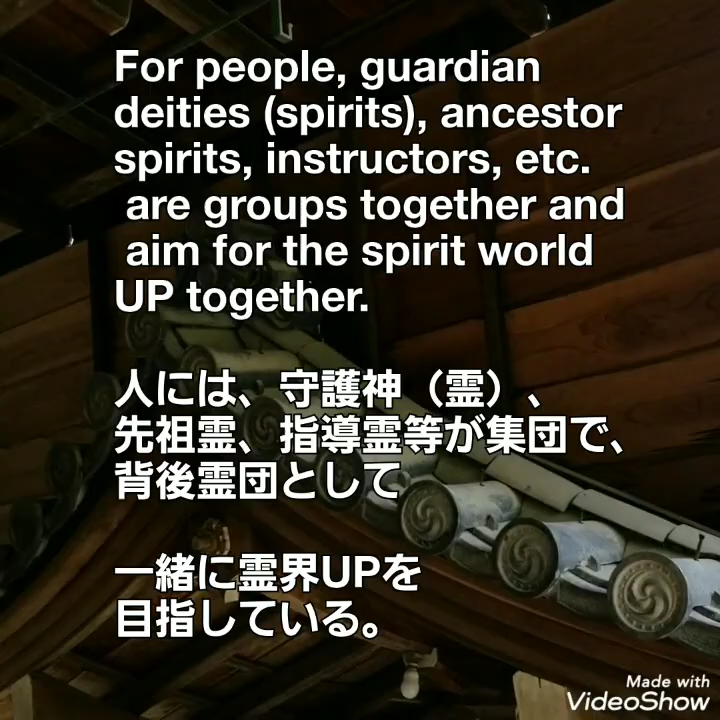 For people, guardian
deities (spirits), ancestor
spirits, instructors, etc.
are groups together and
aim for the spirit world
UP together.
人には、守護神（霊）、
先祖霊、指導霊等が集団で、
背後霊団として
一緒に霊界UPを
目指している。
Made with
VideoShow